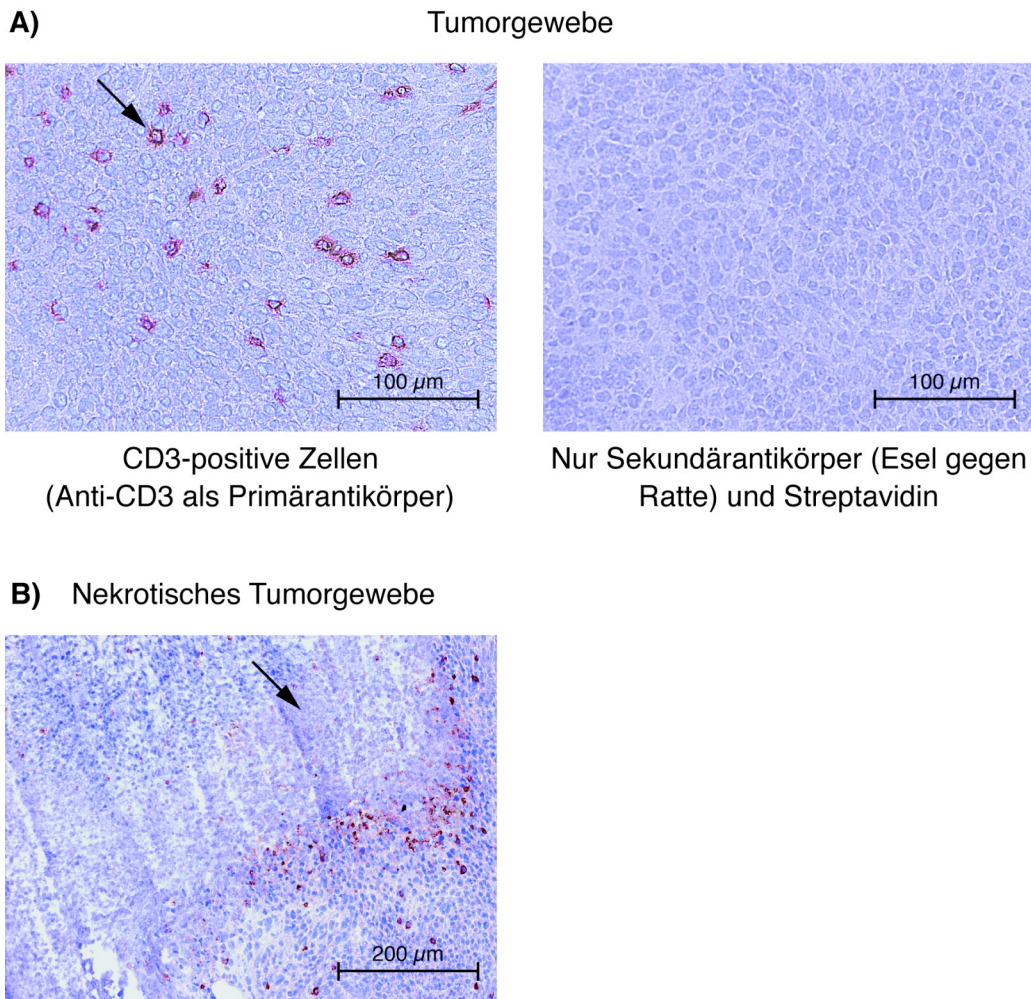 A)
Tumorgewebe
100 µm
100 µm
CD3-positive Zellen
(Anti-CD3 als Primärantikörper)
Nur Sekundärantikörper (Esel gegen
Ratte) und Streptavidin
B) Nekrotisches Tumorgewebe
200 µm